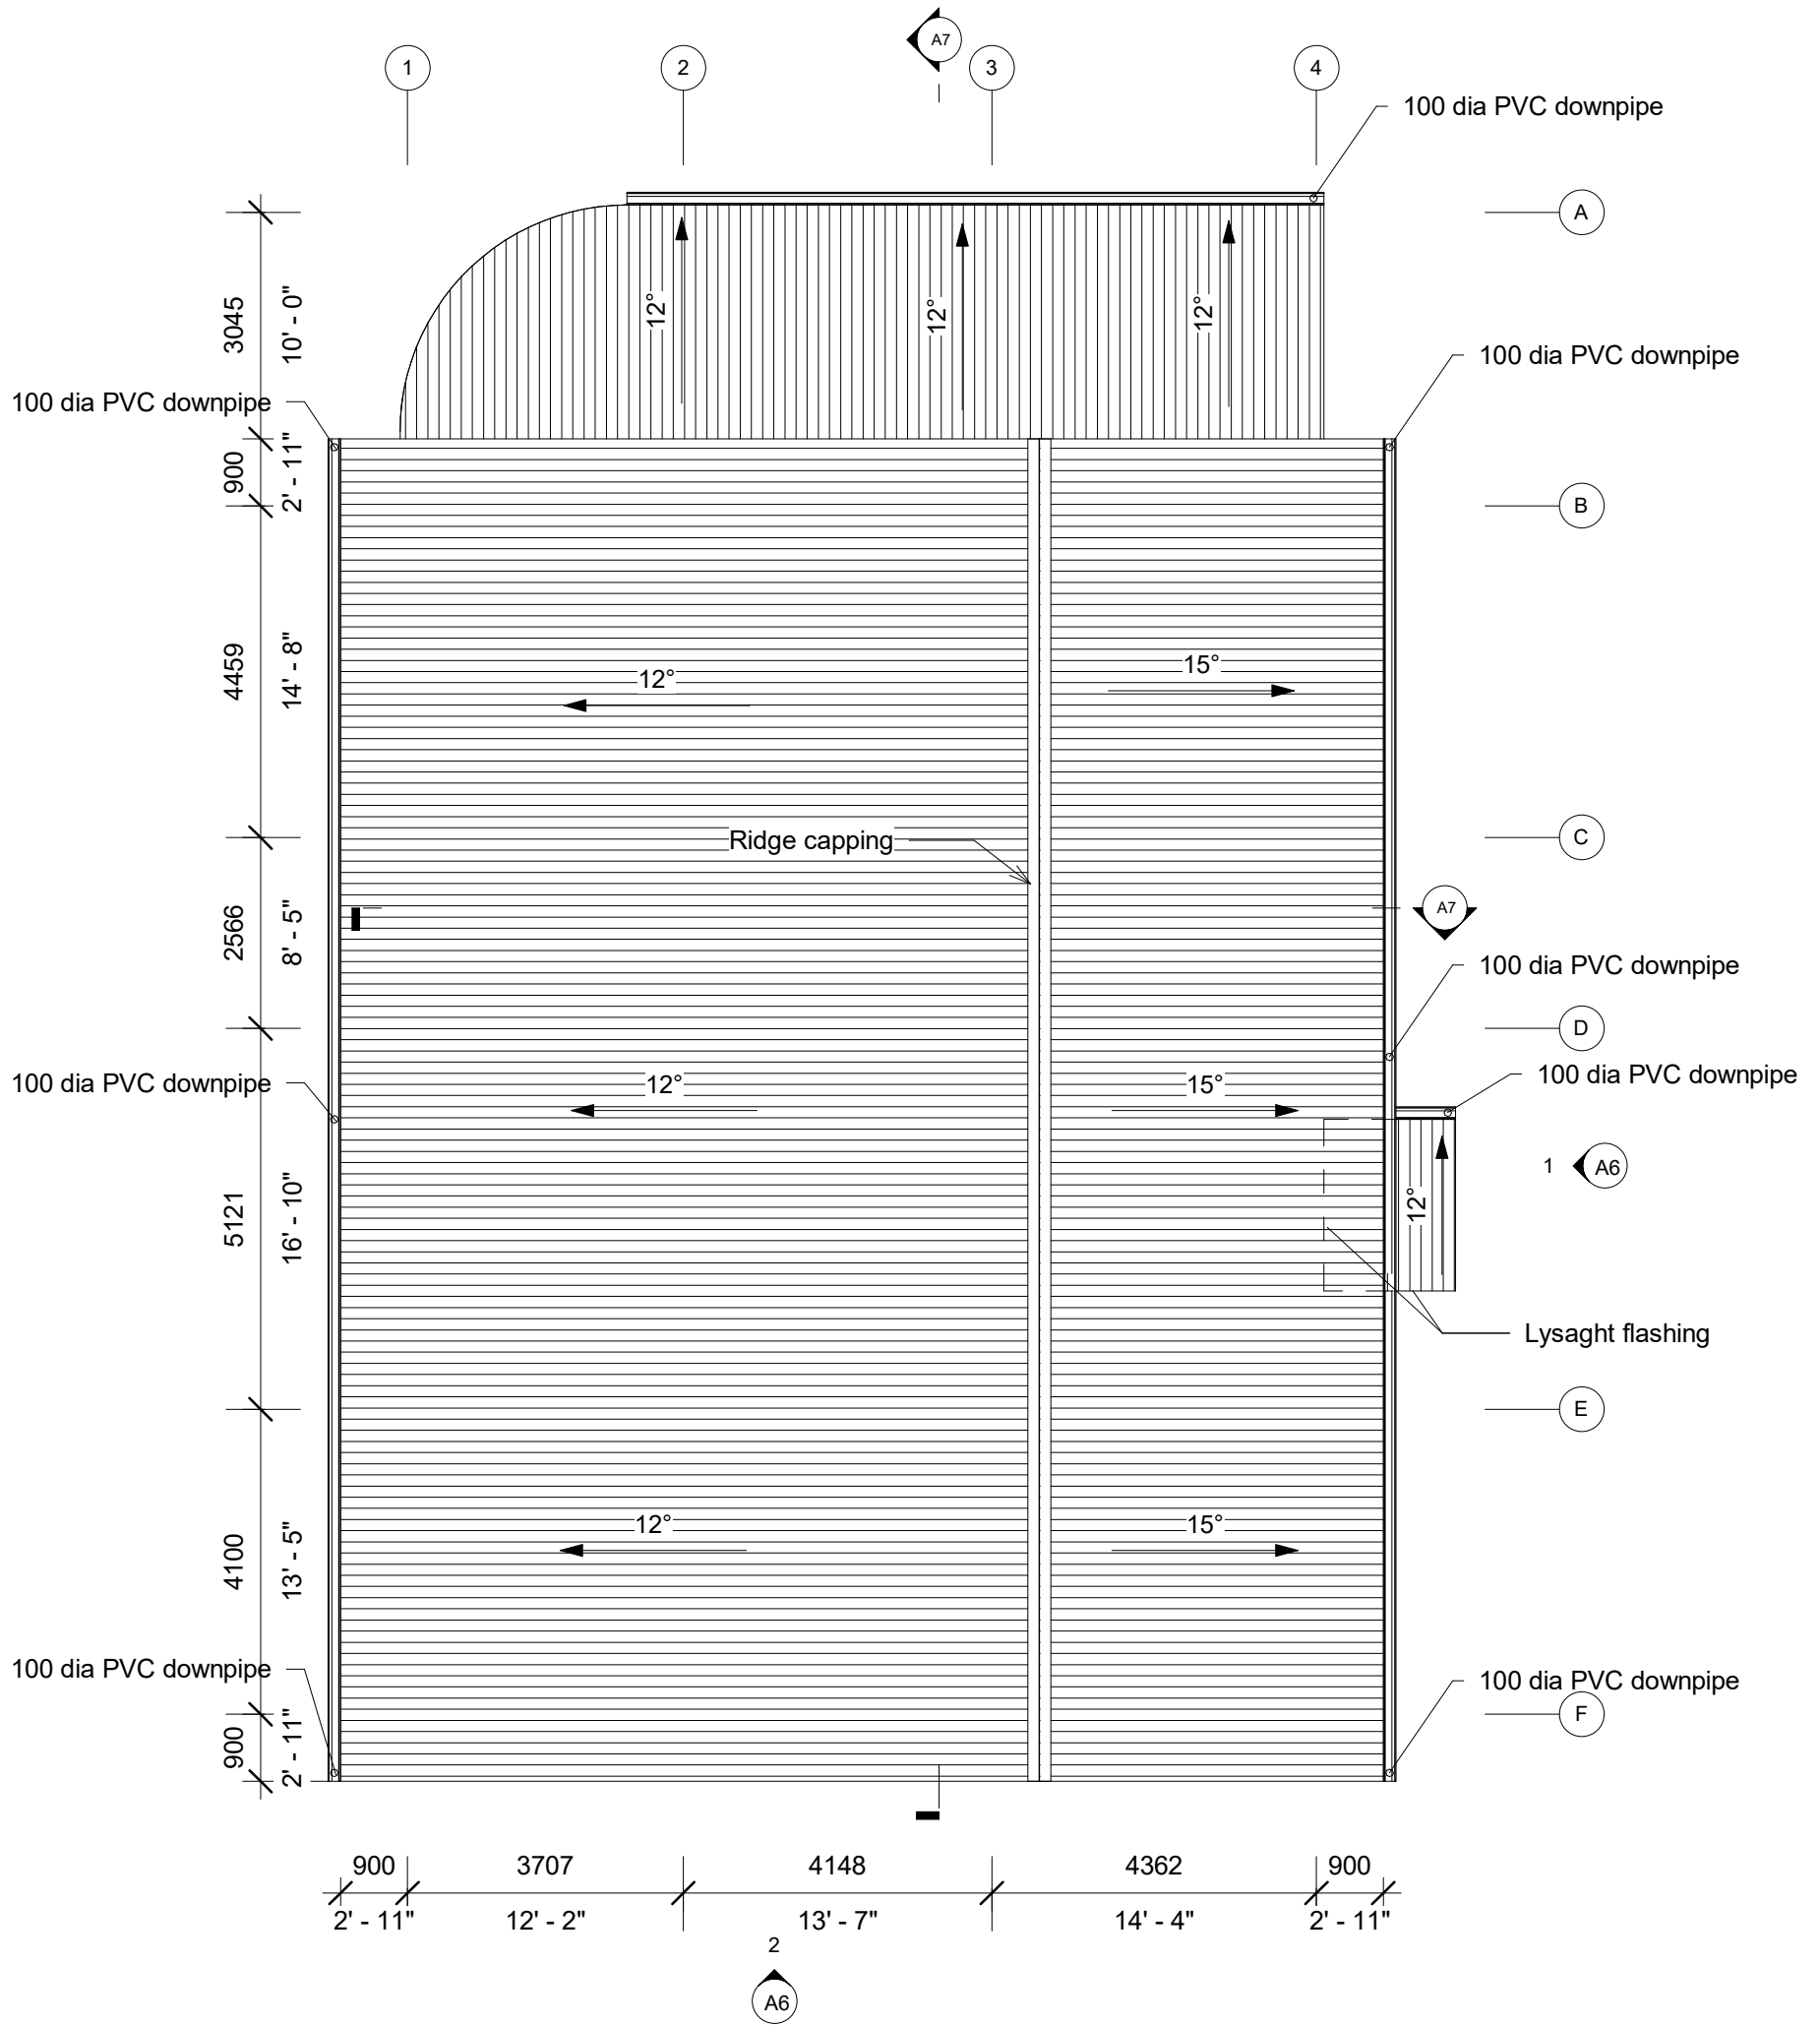 A7
1
2
3
4
100 dia PVC downpipe
A
3045
10' - 0"
12°
12°
12°
100 dia PVC downpipe
100 dia PVC downpipe
900
2' - 11"
B
4459
14' - 8"
12°
15°
Ridge capping
C
2566
8' - 5"
A7
100 dia PVC downpipe
D
100 dia PVC downpipe
100 dia PVC downpipe
12°
15°
1
A6
5121
16' - 10"
12°
Lysaght flashing
E
4100
13' - 5"
12°
15°
100 dia PVC downpipe
100 dia PVC downpipe
F
900
2' - 11"
900
3707
4148
4362
900
2' - 11"
12' - 2"
13' - 7"
14' - 4"
2' - 11"
2
A6